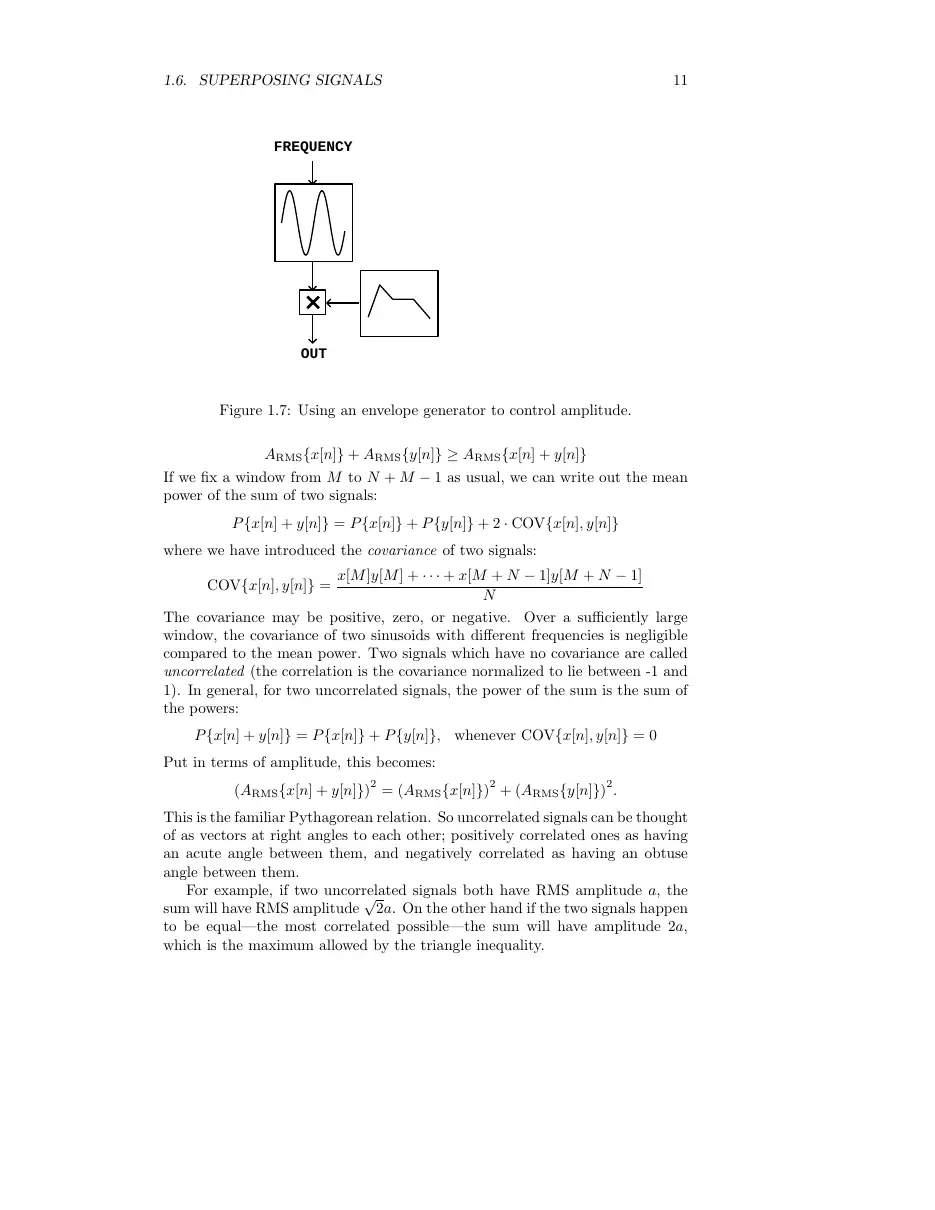 1.6. SUPERPOSING SIGNALS 11
FREQUENCY
OUT
Figure 1.7: Using an envelope generator to control amplitude.
A_RMS{x[n]} + A_RMS{y[n]} ≥ A_RMS{x[n] + y[n]}
If we fix a window from M to N + M − 1 as usual, we can write out the mean
power of the sum of two signals:
P{x[n] + y[n]} = P{x[n]} + P{y[n]} + 2 · COV{x[n], y[n]}
where we have introduced the covariance of two signals:
COV{x[n], y[n]} = (x[M]y[M] + · · · + x[M + N − 1]y[M + N − 1]) / N
The covariance may be positive, zero, or negative. Over a sufficiently large
window, the covariance of two sinusoids with different frequencies is negligible
compared to the mean power. Two signals which have no covariance are called
uncorrelated (the correlation is the covariance normalized to lie between -1 and
1). In general, for two uncorrelated signals, the power of the sum is the sum of
the powers:
P{x[n] + y[n]} = P{x[n]} + P{y[n]}, whenever COV{x[n], y[n]} = 0
Put in terms of amplitude, this becomes:
(A_RMS{x[n] + y[n]})² = (A_RMS{x[n]})² + (A_RMS{y[n]})².
This is the familiar Pythagorean relation. So uncorrelated signals can be thought
of as vectors at right angles to each other; positively correlated ones as having
an acute angle between them, and negatively correlated as having an obtuse
angle between them.
For example, if two uncorrelated signals both have RMS amplitude a, the
sum will have RMS amplitude √2a. On the other hand if the two signals happen
to be equal—the most correlated possible—the sum will have amplitude 2a,
which is the maximum allowed by the triangle inequality.